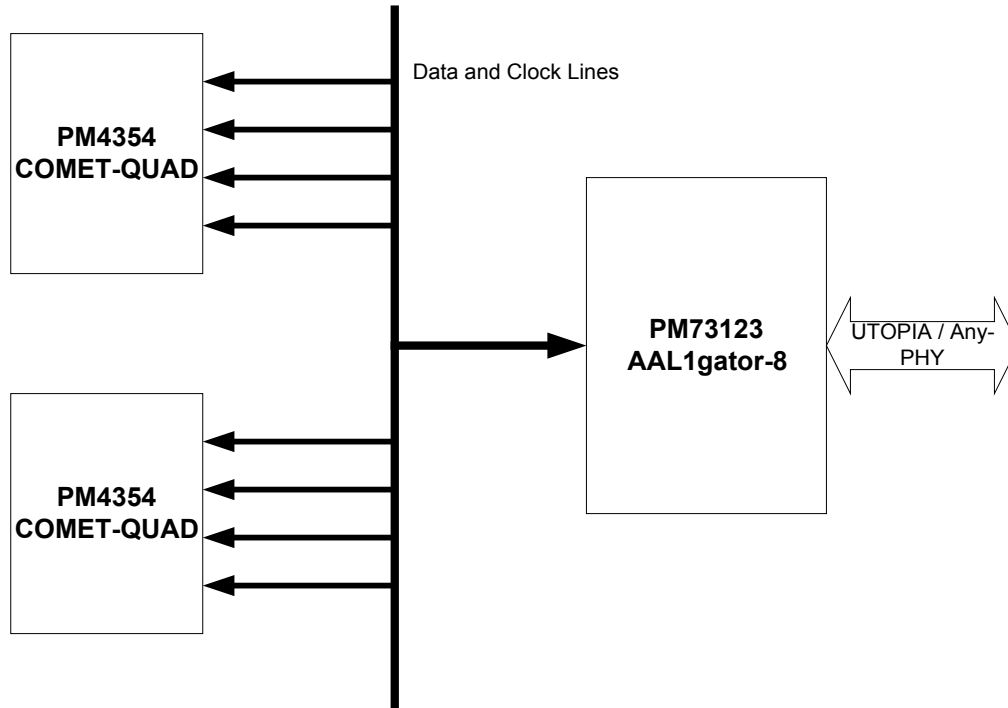 Data and Clock Lines
PM4354
COMET-QUAD
PM73123
AAL1gator-8
UTOPIA / Any-
PHY
PM4354
COMET-QUAD